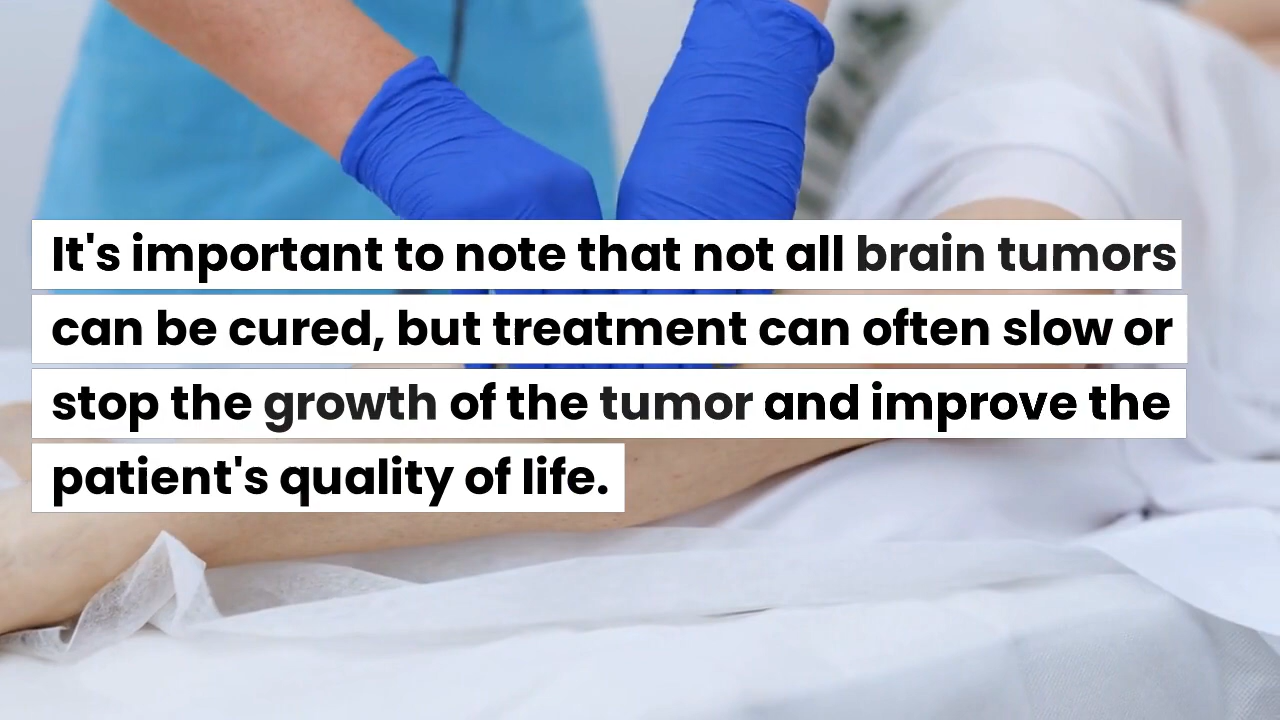 It's important to note that not all brain tumors
can be cured, but treatment can often slow or
stop the growth of the tumor and improve the
patient's quality of life.